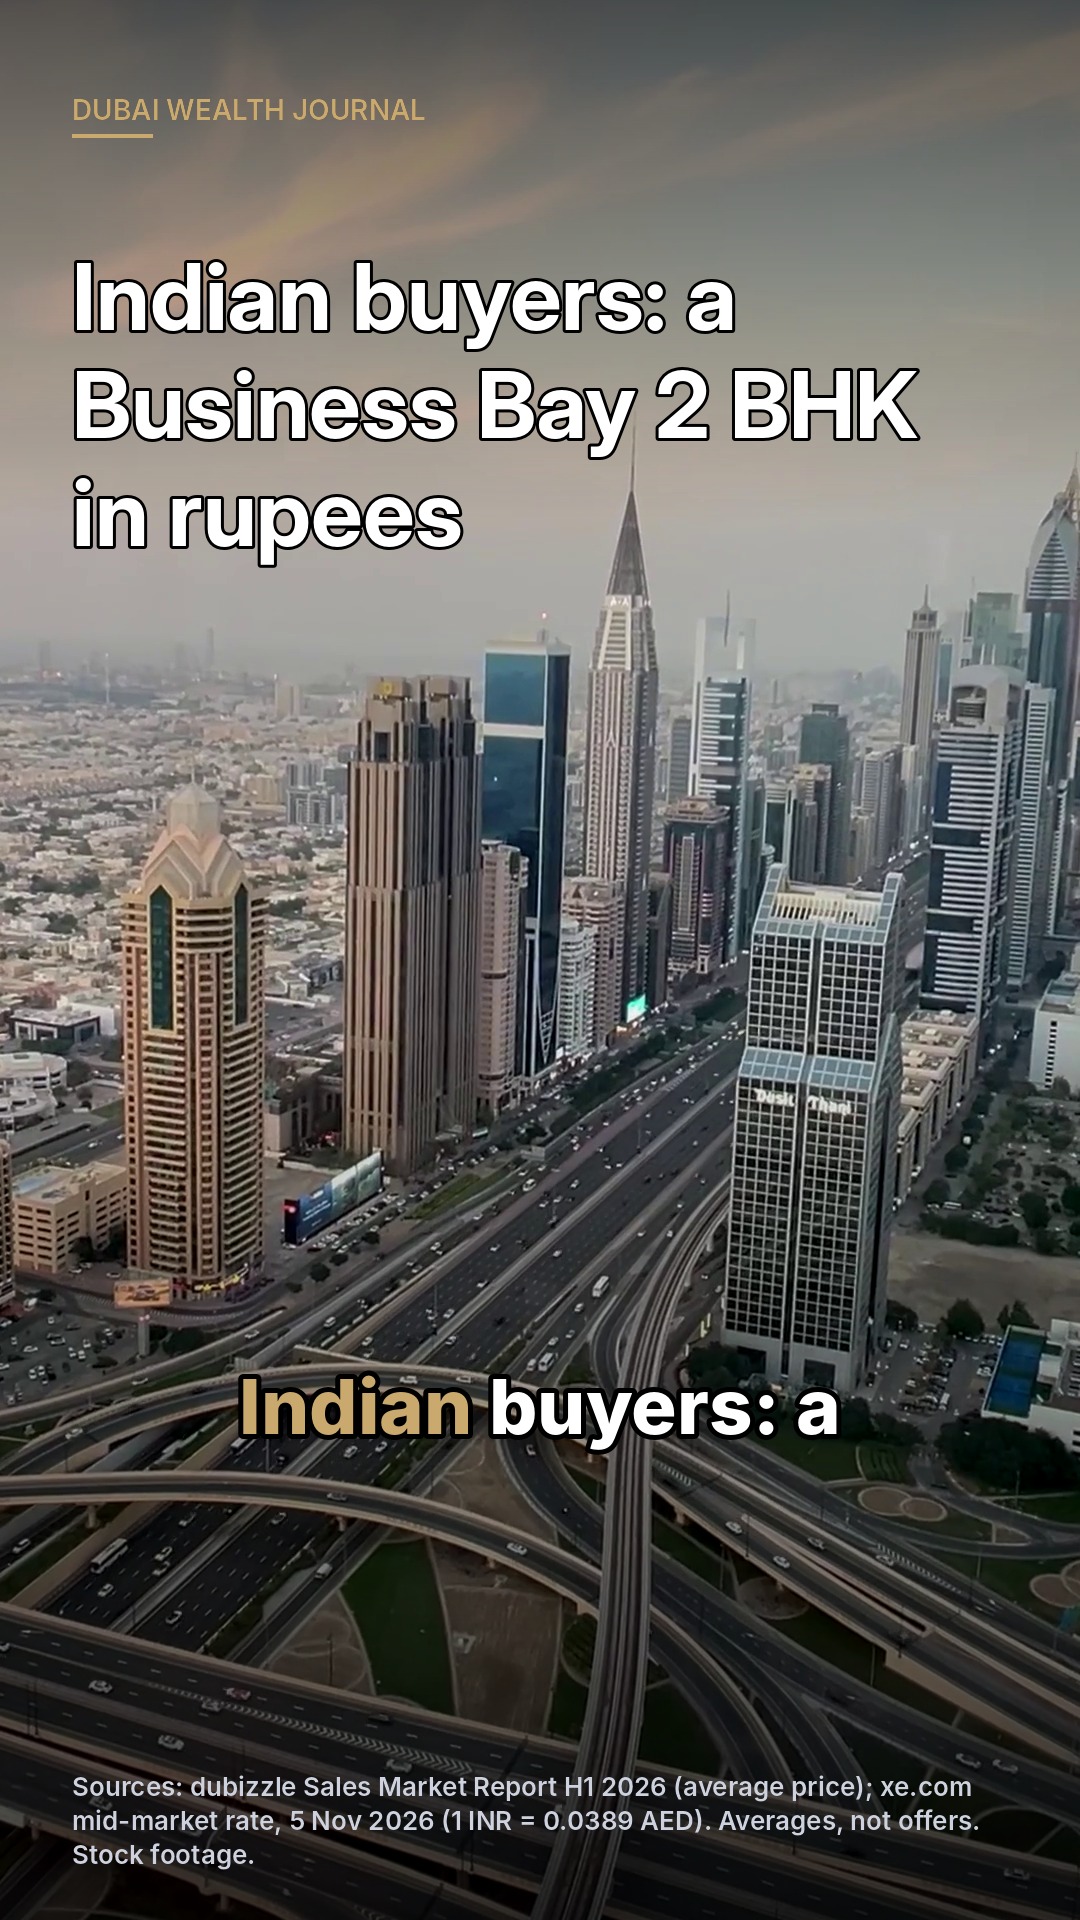 DUBAI WEALTH JOURNAL
Indian buyers: a
Business Bay 2 BHK
in rupees
Dusit Thani
Indian buyers: a
Sources: dubizzle Sales Market Report H1 2026 (average price); xe.com
mid-market rate, 5 Nov 2026 (1 INR = 0.0389 AED). Averages, not offers.
Stock footage.